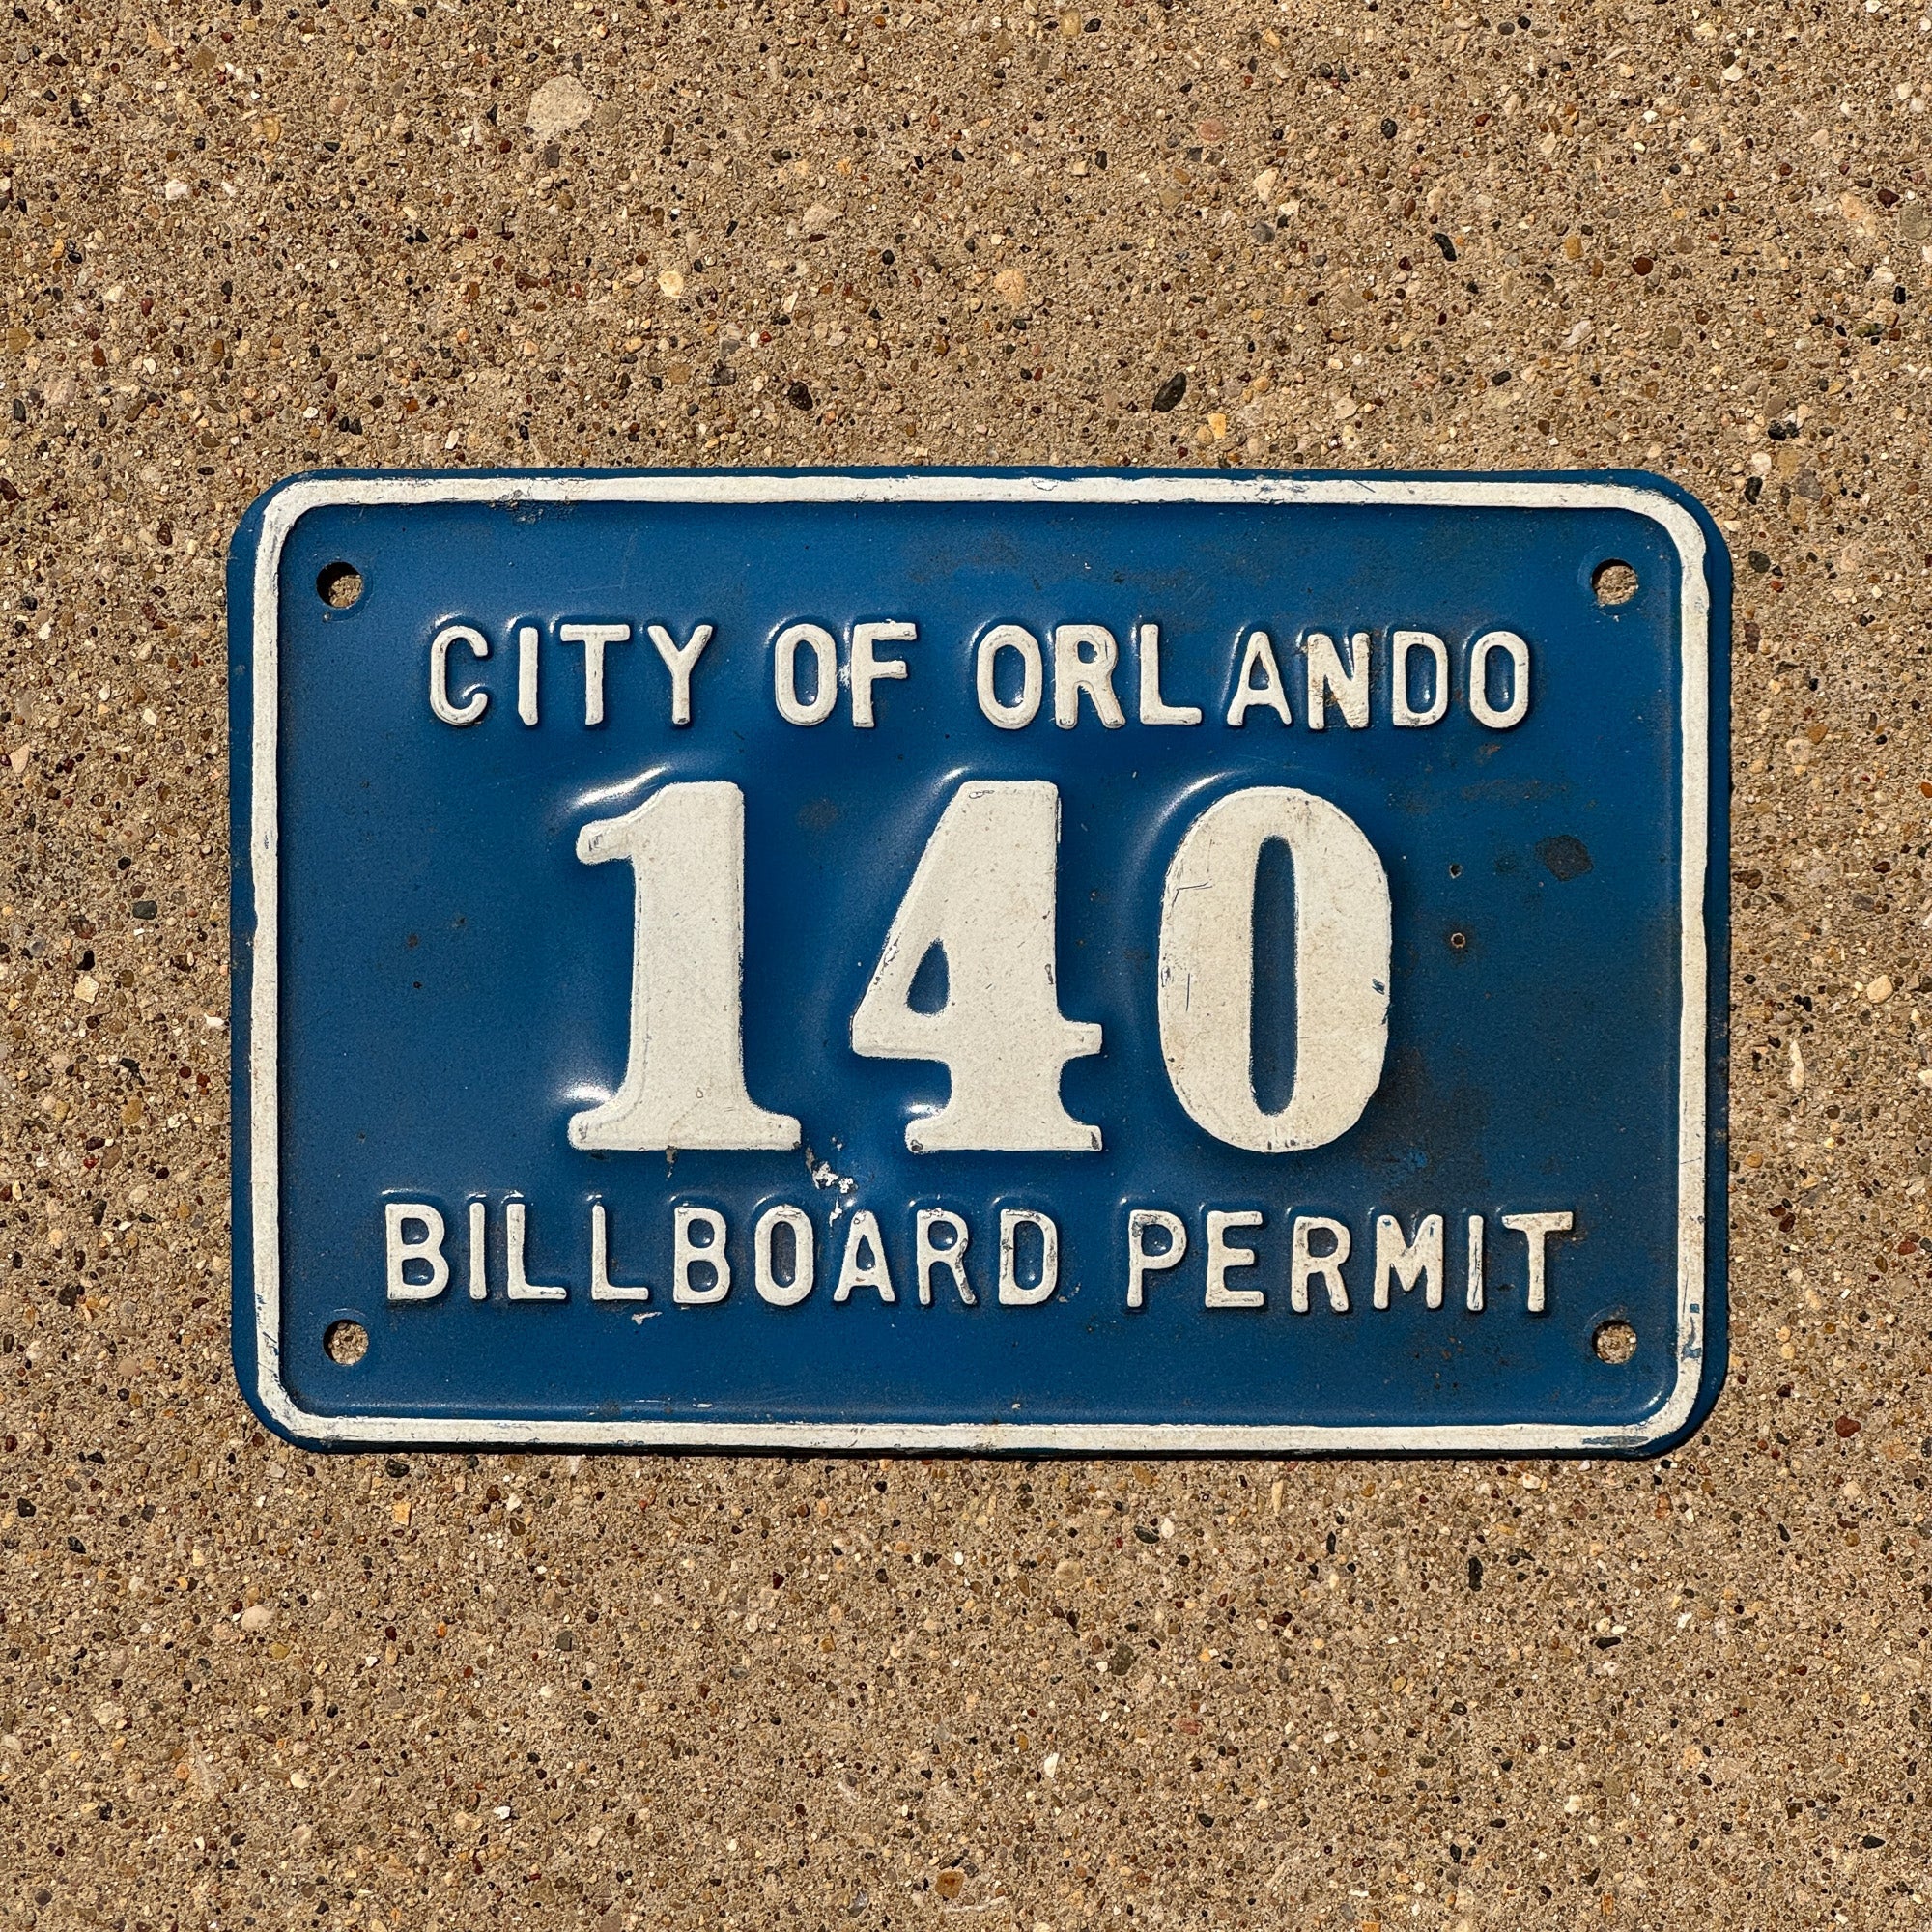 CITY OF ORLANDO
140
BILLBOARD PERMIT